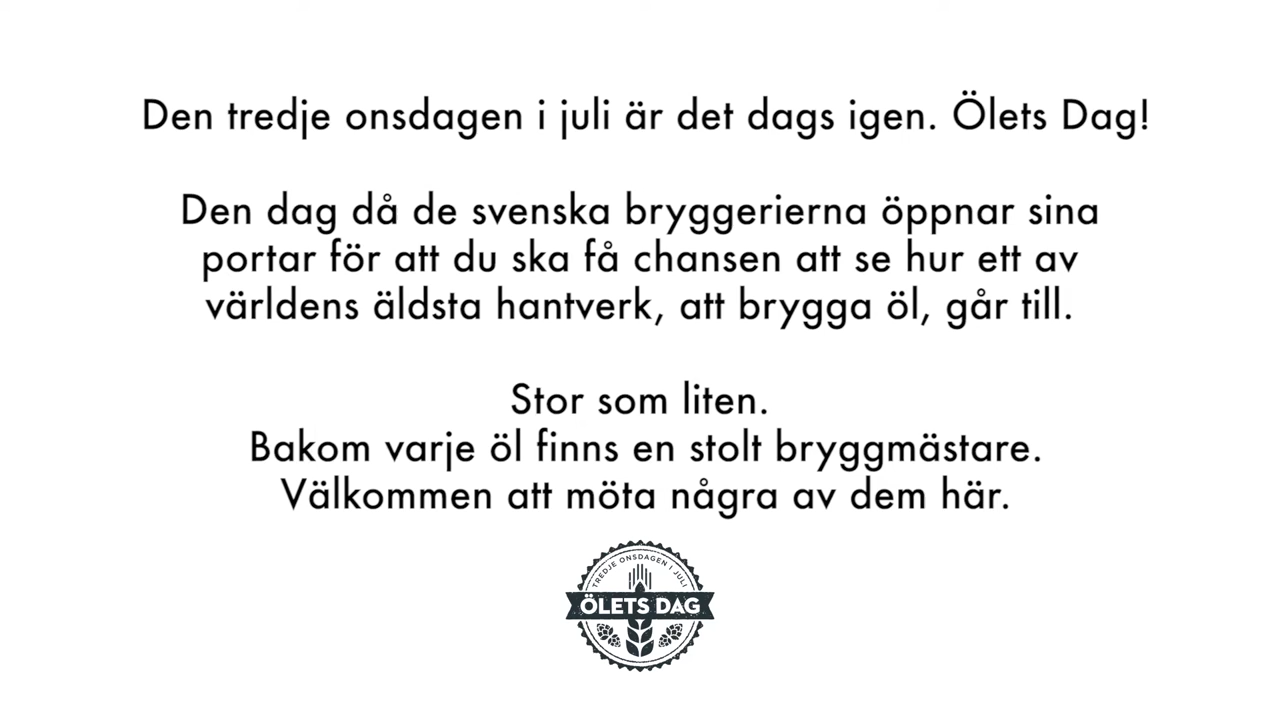 Den tredje onsdagen i juli är det dags igen. Ölets Dag!
Den dag då de svenska bryggerierna öppnar sina
portar för att du ska få chansen att se hur ett av
världens äldsta hantverk, att brygga öl, går till.
Stor som liten.
Bakom varje öl finns en stolt bryggmästare.
Välkommen att möta några av dem här.
TREDJE ONSDAGEN I JULI
ÖLETS DAG